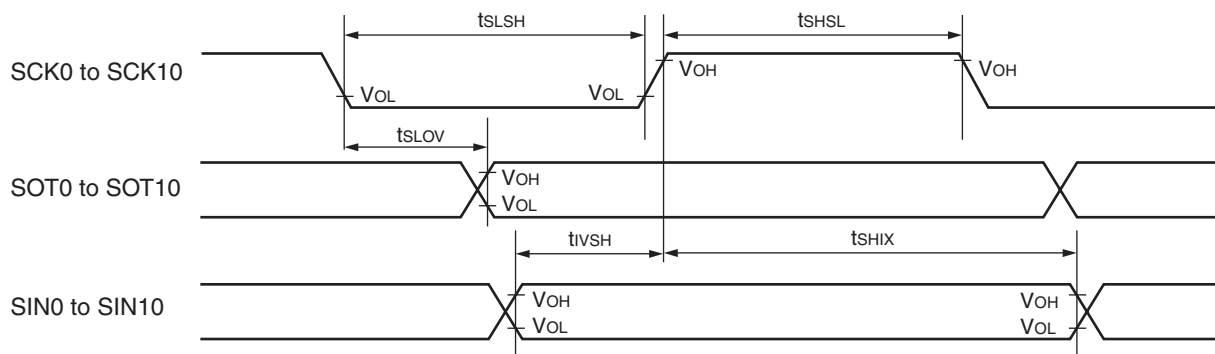 tSLSH tSHSL
SCK0 to SCK10 VOL VOL VOH VOH
tSLOV
SOT0 to SOT10 VOH
VOL
tIVSH tSHIX
SIN0 to SIN10 VOH VOH
VOL VOL